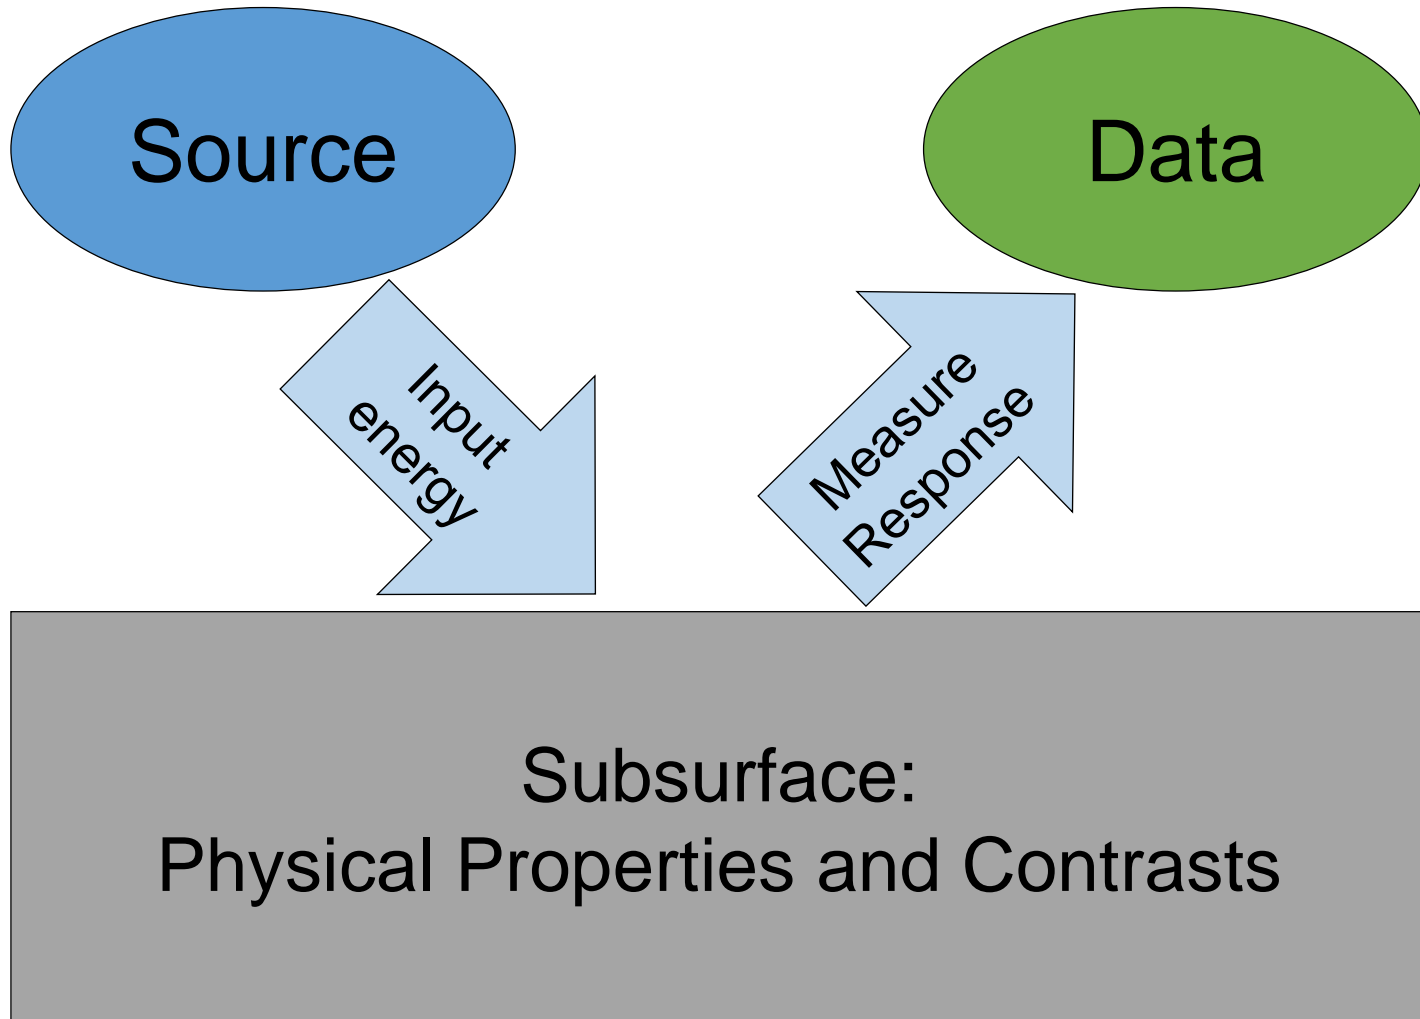 Source
Data
Input
energy
Measure
Response
Subsurface:
Physical Properties and Contrasts